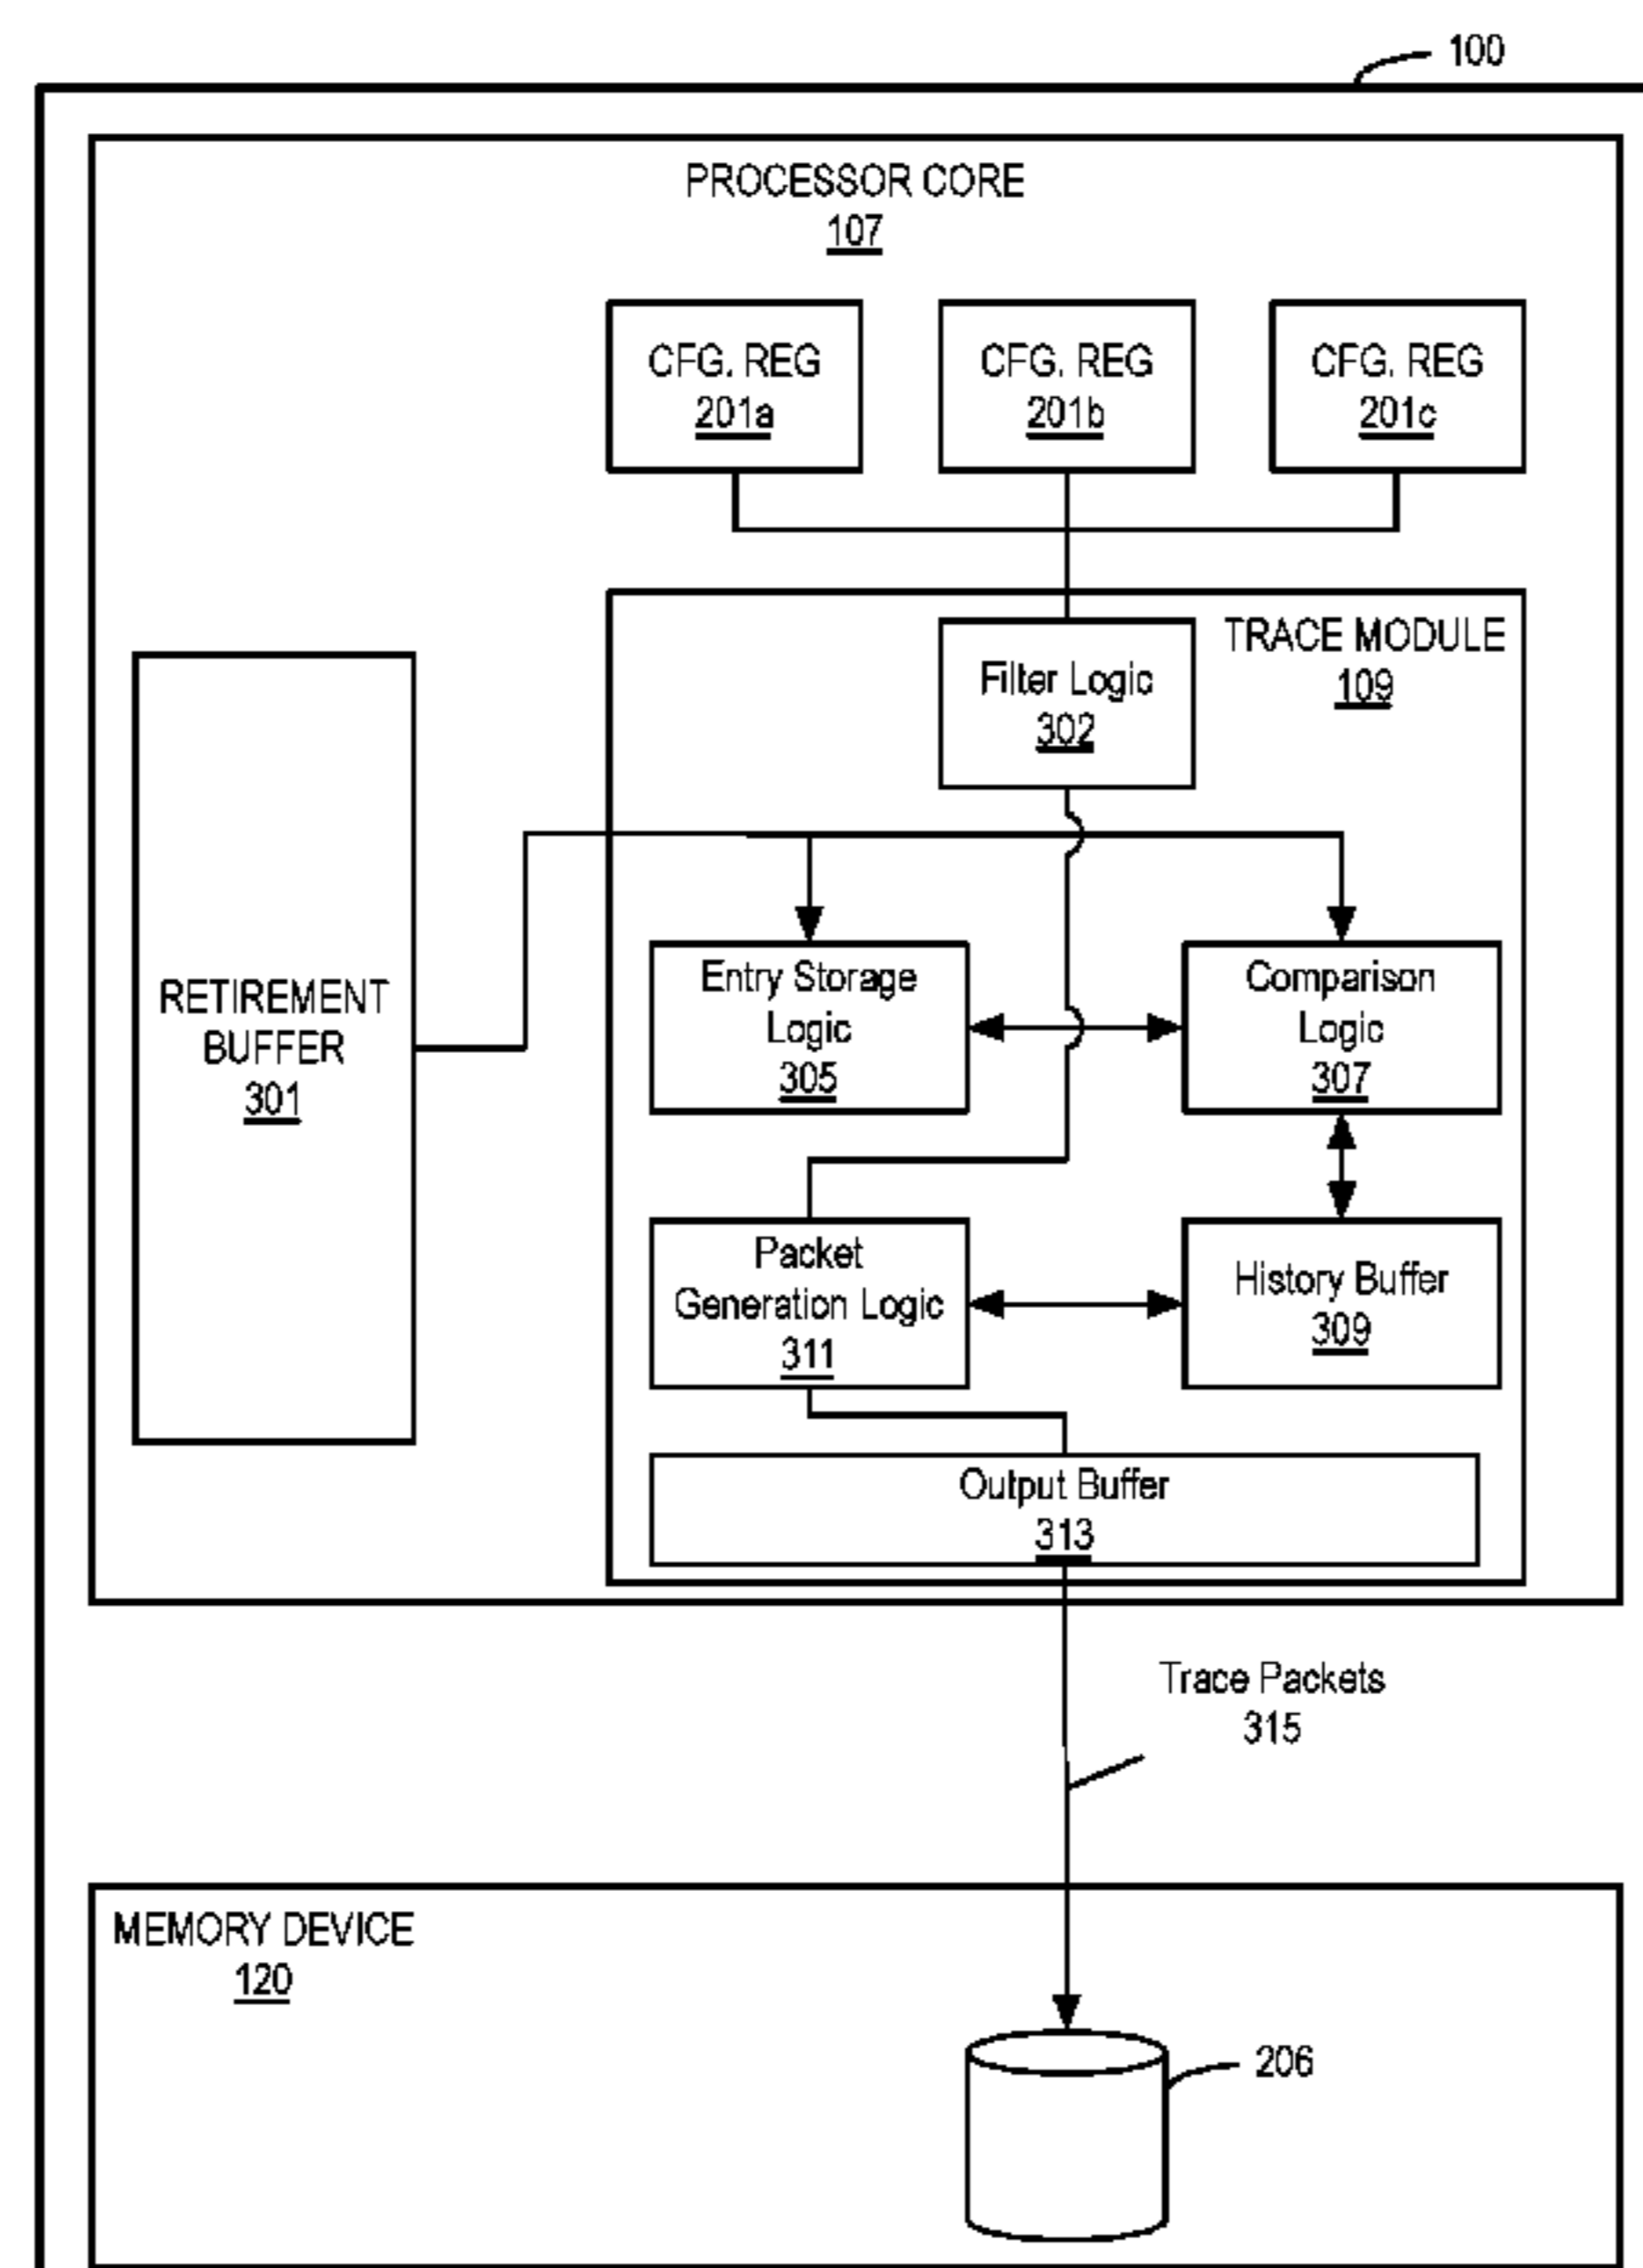 100
PROCESSOR CORE
107
CFG. REG
201a
CFG. REG
201b
CFG. REG
201c
TRACE MODULE
109
Filter Logic
302
RETIREMENT
BUFFER
301
Entry Storage
Logic
305
Comparison
Logic
307
Packet
Generation Logic
311
History Buffer
309
Output Buffer
313
Trace Packets
315
MEMORY DEVICE
120
206